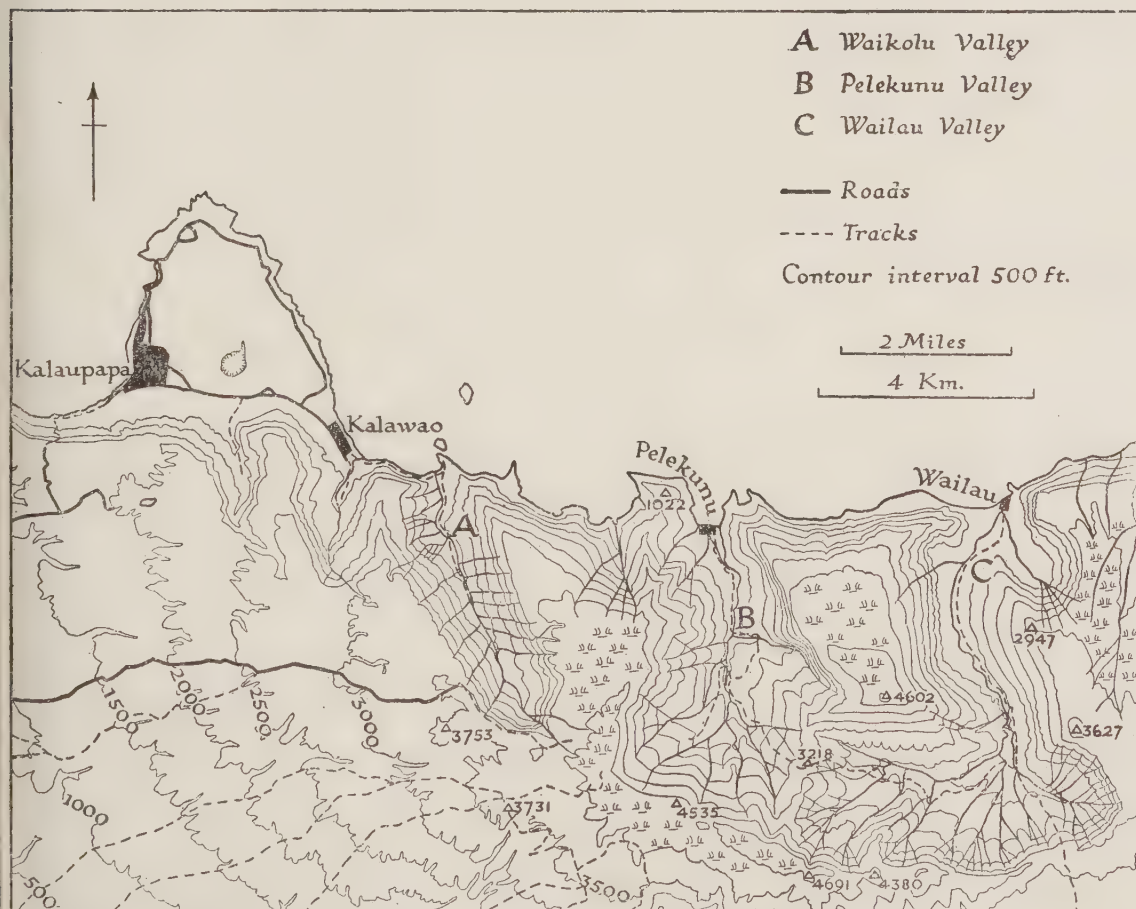 A Waikolu Valley
B Pelekunu Valley
C Wailau Valley
Roads
Tracks
Contour interval 500 ft.
2 Miles
4 Km.
Kalaupapa
Kalawao
Pelekunu
1022
Wailau
A
C
B
2947
4602
1500
2000
2500
3000
3753
3218
3627
1000
3731
4535
500
3500
4691
4380